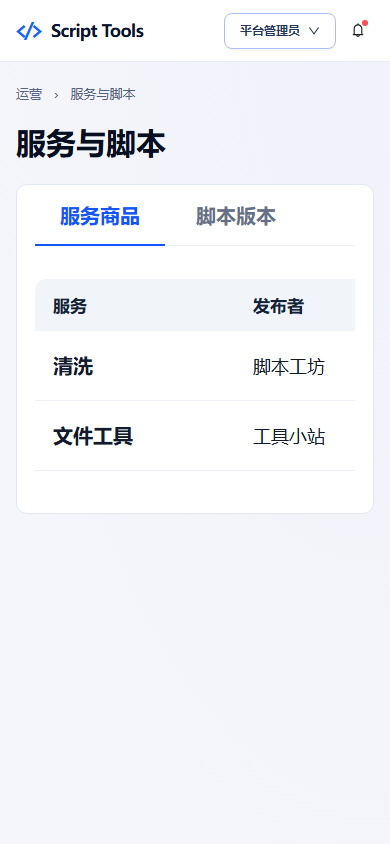 Script Tools 平台管理员
运营 › 服务与脚本
服务与脚本
服务商品 脚本版本
服务 发布者
清洗 脚本工坊
文件工具 工具小站